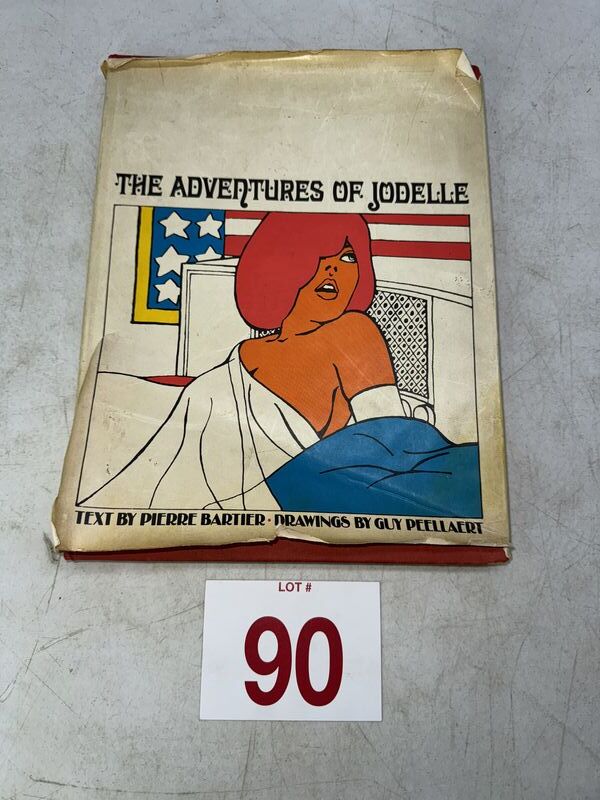 THE ADVENTURES OF JODELLE
TEXT BY PIERRE BARTIER · DRAWINGS BY GUY PEELLAERT
LOT #
90